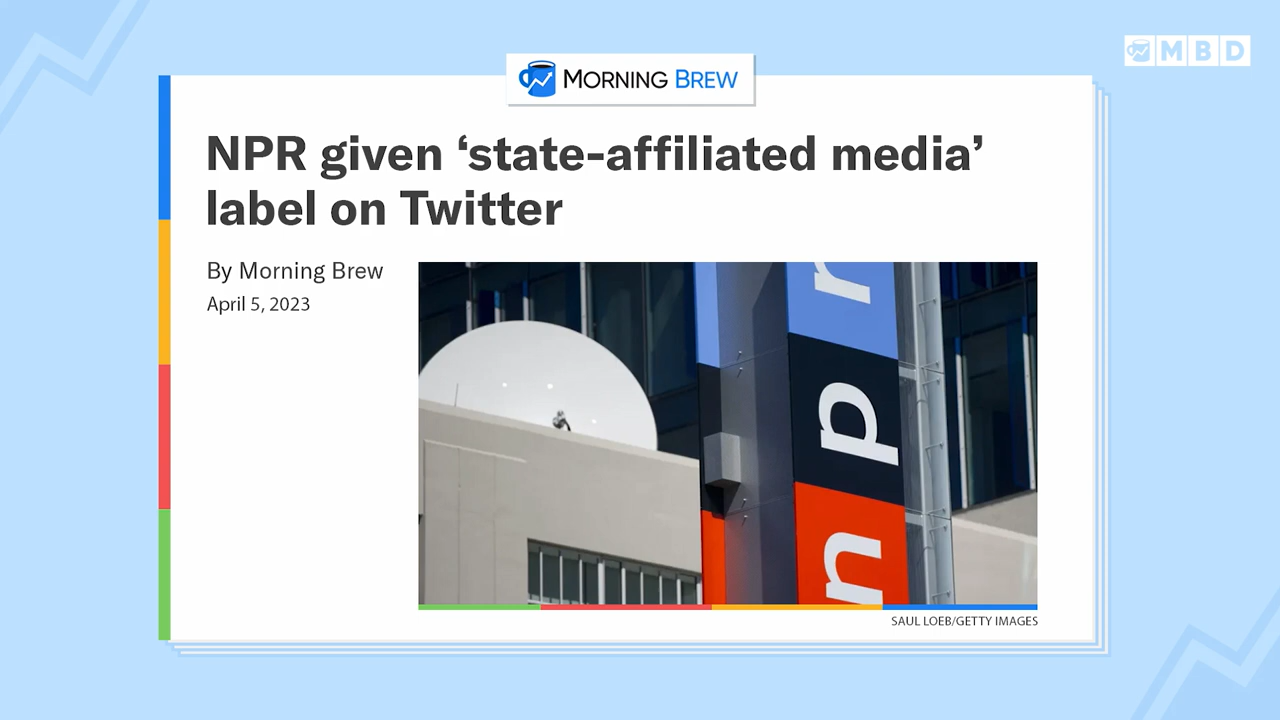 MORNING BREW
MBD
NPR given ‘state-affiliated media’
label on Twitter
By Morning Brew
April 5, 2023
npr
SAUL LOEB/GETTY IMAGES